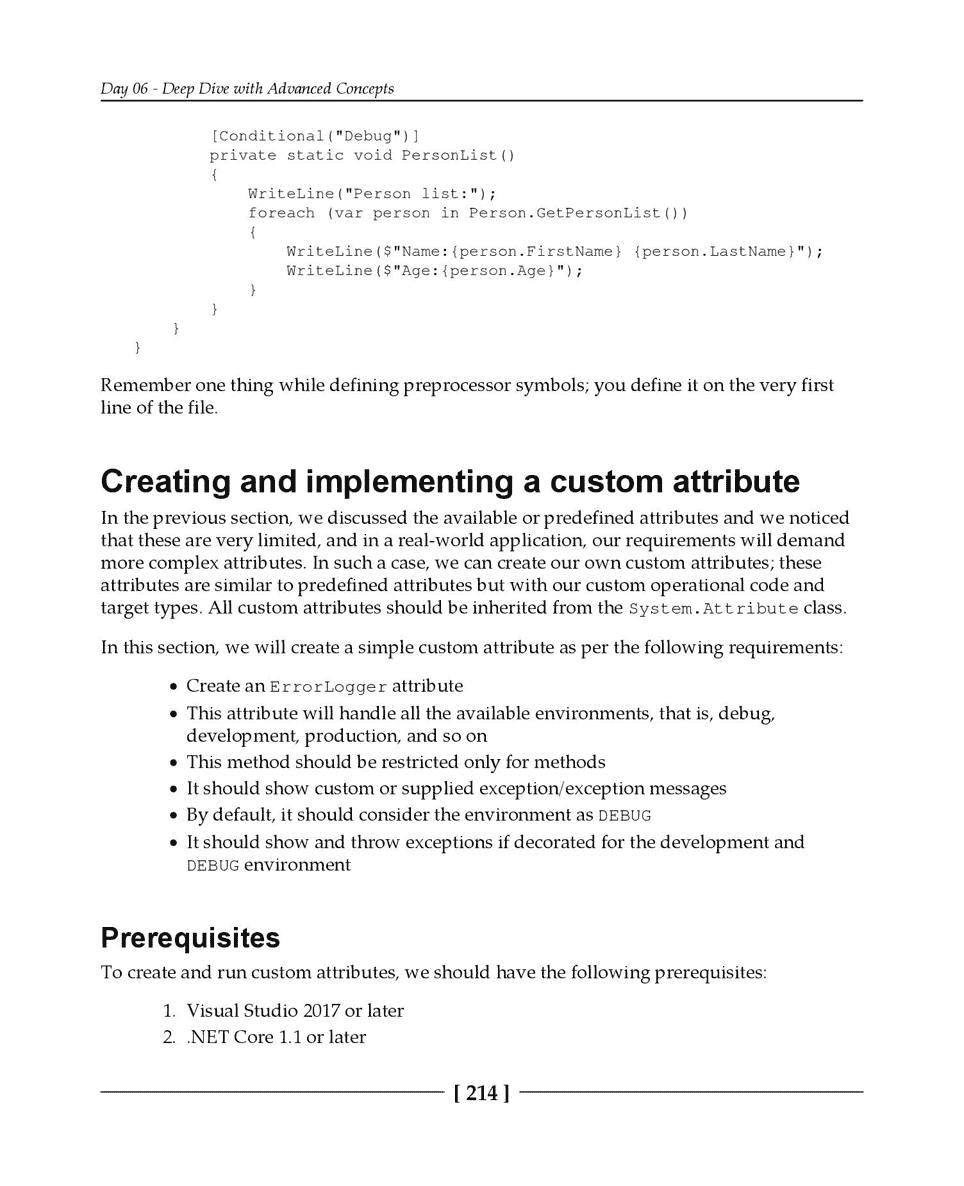 Day 06 - Deep Dive with Advanced Concepts
[Conditional("Debug")]
private static void PersonList()
{
WriteLine("Person list:");
foreach (var person in Person.GetPersonList())
{
WriteLine($"Name:{person.FirstName} {person.LastName}");
WriteLine($"Age:{person.Age}");
}
}
}
}
Remember one thing while defining preprocessor symbols; you define it on the very first
line of the file.
Creating and implementing a custom attribute
In the previous section, we discussed the available or predefined attributes and we noticed
that these are very limited, and in a real-world application, our requirements will demand
more complex attributes. In such a case, we can create our own custom attributes; these
attributes are similar to predefined attributes but with our custom operational code and
target types. All custom attributes should be inherited from the System.Attribute class.
In this section, we will create a simple custom attribute as per the following requirements:
• Create an ErrorLogger attribute
• This attribute will handle all the available environments, that is, debug,
development, production, and so on
• This method should be restricted only for methods
• It should show custom or supplied exception/exception messages
• By default, it should consider the environment as DEBUG
• It should show and throw exceptions if decorated for the development and
DEBUG environment
Prerequisites
To create and run custom attributes, we should have the following prerequisites:
1. Visual Studio 2017 or later
2. .NET Core 1.1 or later
[ 214 ]